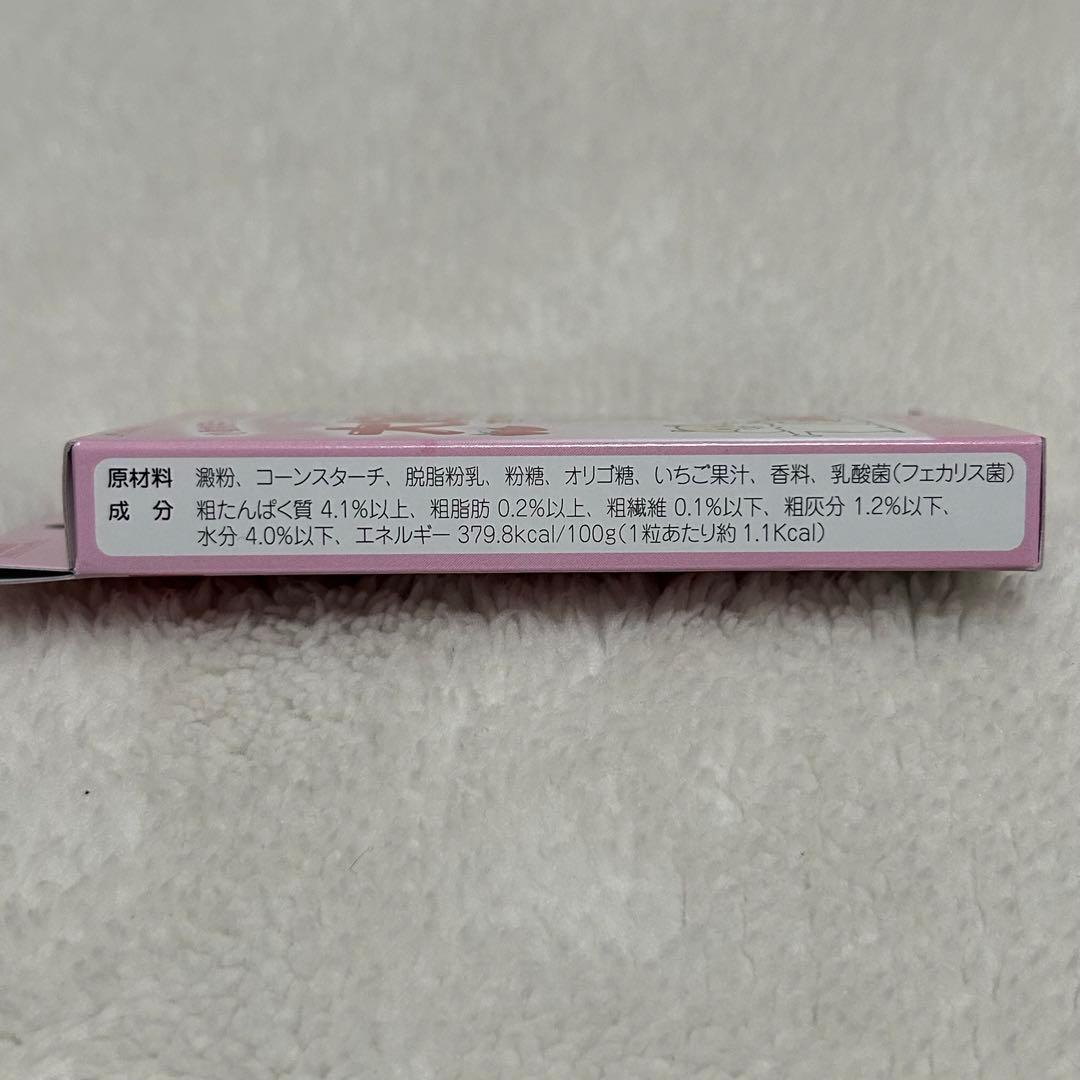 原材料 澱粉、コーンスターチ、脱脂粉乳、粉糖、オリゴ糖、いちご果汁、香料、乳酸菌(フェカリス菌)
成 分 粗たんぱく質 4.1%以上、粗脂肪 0.2%以上、粗繊維 0.1%以下、粗灰分 1.2%以下、
水分 4.0%以下、エネルギー 379.8kcal/100g(1粒あたり約 1.1Kcal)